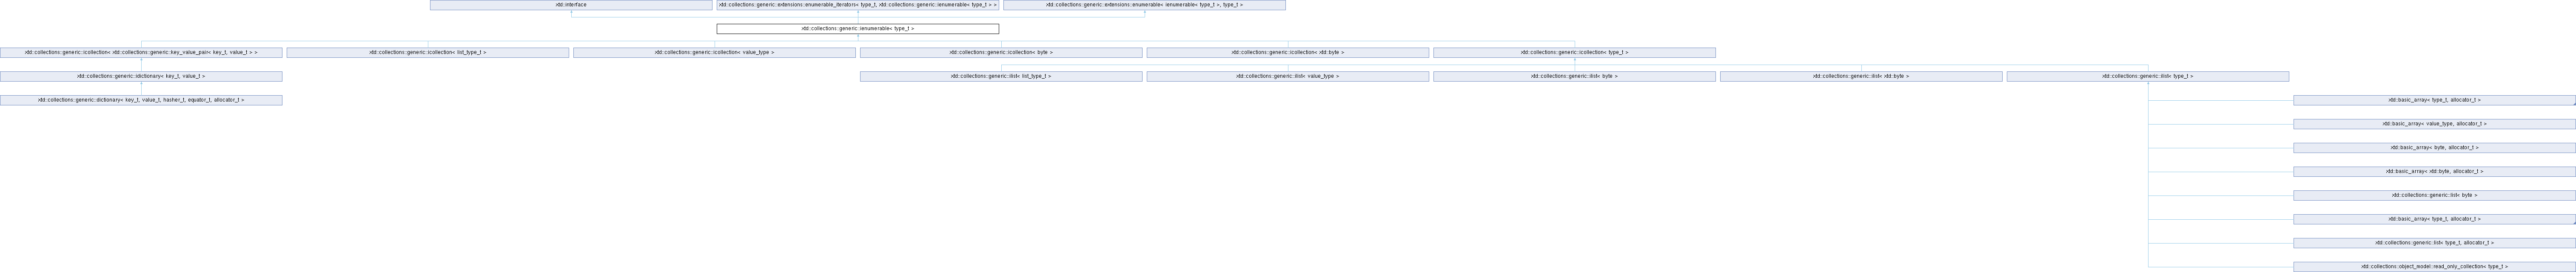 xtd::interface
xtd::collections::generic::extensions::enumerable_iterators< type_t, xtd::collections::generic::ienumerable< type_t > >
xtd::collections::generic::extensions::enumerable< ienumerable< type_t >, type_t >
xtd::collections::generic::ienumerable< type_t >
xtd::collections::generic::icollection< xtd::collections::generic::key_value_pair< key_t, value_t > >
xtd::collections::generic::icollection< list_type_t >
xtd::collections::generic::icollection< value_type >
xtd::collections::generic::icollection< byte >
xtd::collections::generic::icollection< xtd::byte >
xtd::collections::generic::icollection< type_t >
xtd::collections::generic::idictionary< key_t, value_t >
xtd::collections::generic::ilist< list_type_t >
xtd::collections::generic::ilist< value_type >
xtd::collections::generic::ilist< byte >
xtd::collections::generic::ilist< xtd::byte >
xtd::collections::generic::ilist< type_t >
xtd::collections::generic::dictionary< key_t, value_t, hasher_t, equator_t, allocator_t >
xtd::basic_array< type_t, allocator_t >
xtd::basic_array< value_type, allocator_t >
xtd::basic_array< byte, allocator_t >
xtd::basic_array< xtd::byte, allocator_t >
xtd::collections::generic::list< byte >
xtd::basic_array< type_t, allocator_t >
xtd::collections::generic::list< type_t, allocator_t >
xtd::collections::object_model::read_only_collection< type_t >